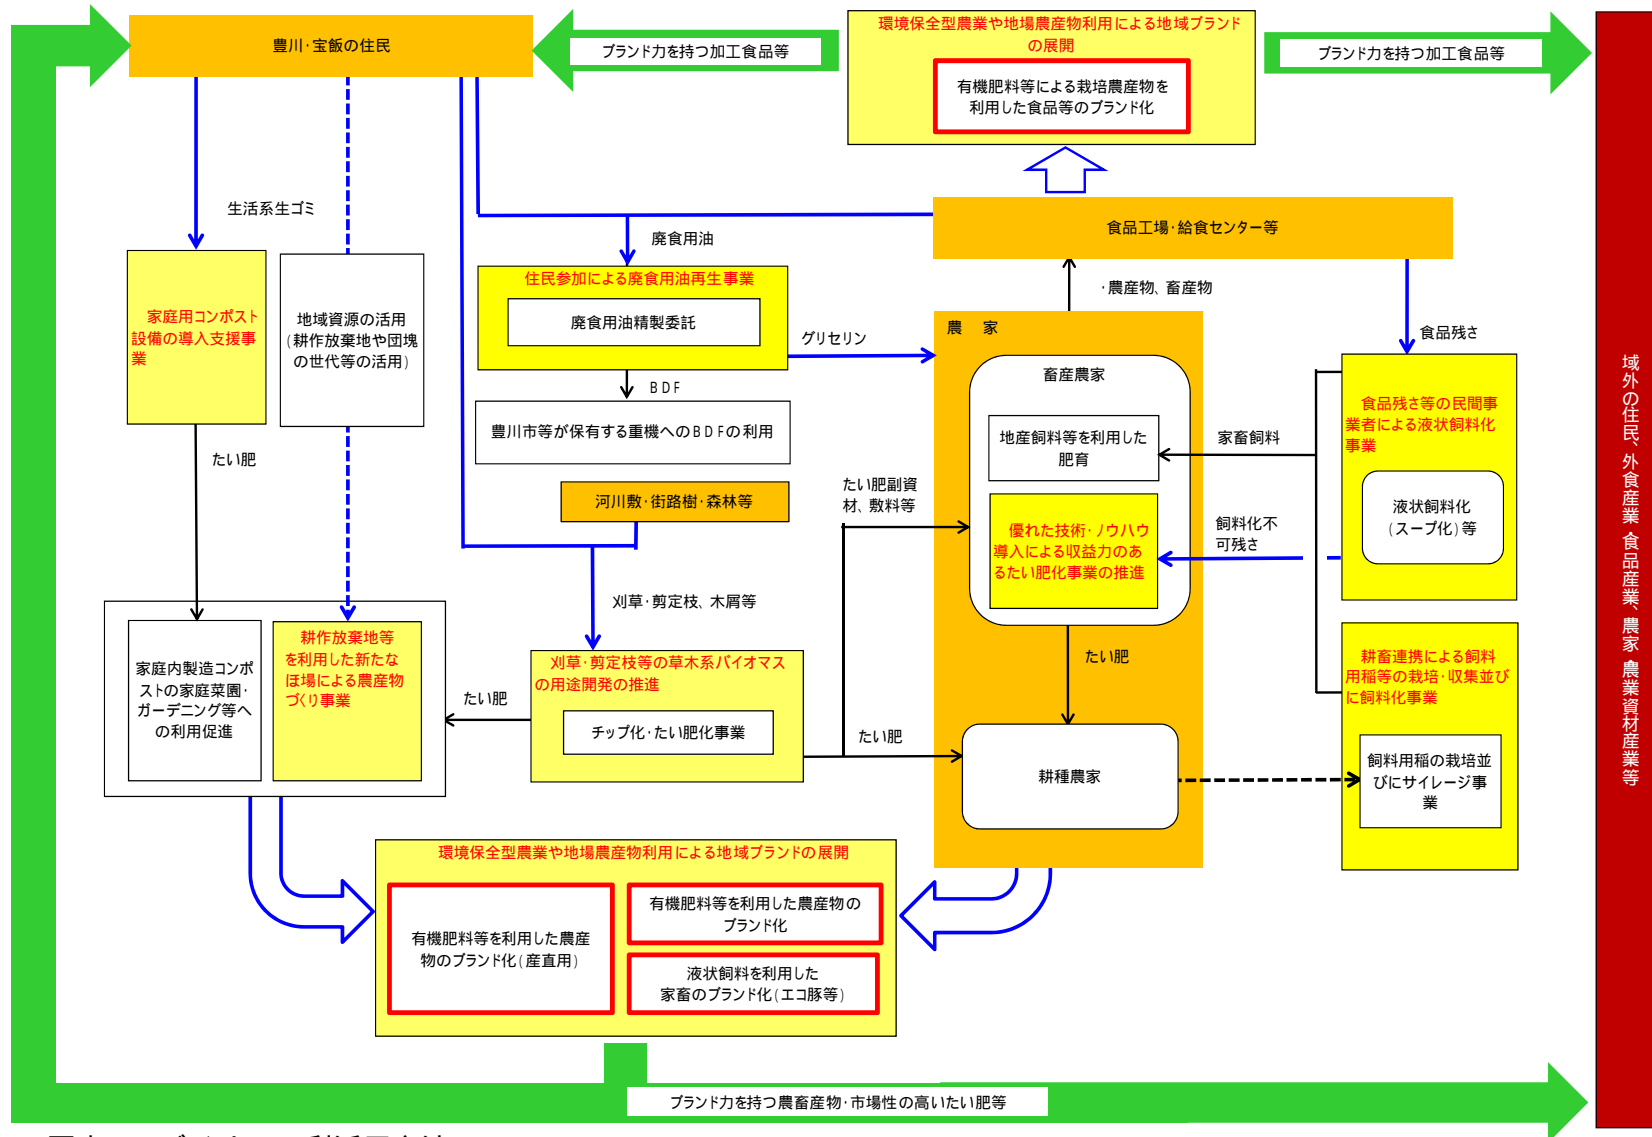 豊川・宝飯の住民
ブランド力を持つ加工食品等
環境保全型農業や地場農産物利用による地域ブランド
の展開
有機肥料等による栽培農産物を
利用した食品等のブランド化
ブランド力を持つ加工食品等
生活系生ゴミ
廃食用油
食品工場・給食センター等
・農産物、畜産物
食品残さ
家庭用コンポスト
設備の導入支援事
業
地域資源の活用
(耕作放棄地や団塊
の世代等の活用)
住民参加による廃食用油再生事業
廃食用油精製委託
グリセリン
BDF
豊川市等が保有する重機へのBDFの利用
農 家
畜産農家
地産飼料等を利用した
肥育
家畜飼料
食品残さ等の民間事
業者による液状飼料化
事業
液状飼料化
(スープ化)等
たい肥
河川敷・街路樹・森林等
たい肥副資
材、敷料等
優れた技術・ノウハウ
導入による収益力のあ
るたい肥化事業の推進
飼料化不
可残さ
刈草・剪定枝、木屑等
家庭内製造コンポ
ストの家庭菜園・
ガーデニング等へ
の利用促進
耕作放棄地等
を利用した新たな
ほ場による農産物
づくり事業
たい肥
刈草・剪定枝等の草木系バイオマス
の用途開発の推進
チップ化・たい肥化事業
たい肥
たい肥
耕種農家
耕畜連携による飼料
用稲等の栽培・収集並び
に飼料化事業
飼料用稲の栽培並
びにサイレージ事
業
環境保全型農業や地場農産物利用による地域ブランドの展開
有機肥料等を利用した農産
物のブランド化(産直用)
有機肥料等を利用した農産物の
ブランド化
液状飼料を利用した
家畜のブランド化(エコ豚等)
ブランド力を持つ農畜産物・市場性の高いたい肥等
域外の住民、外食産業、食品産業、農家、農業資材産業等